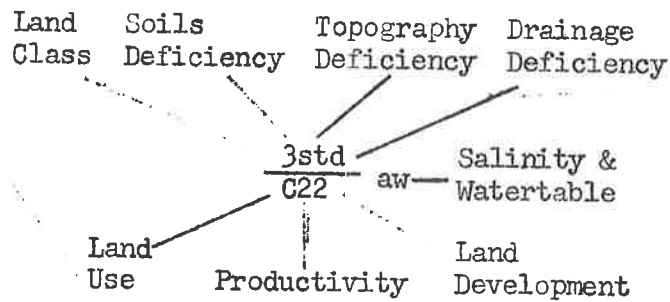 Land Soils Topography Drainage
Class Deficiency Deficiency Deficiency
3std
C22
aw
Salinity &
Watertable
Land
Use
Productivity
Land
Development